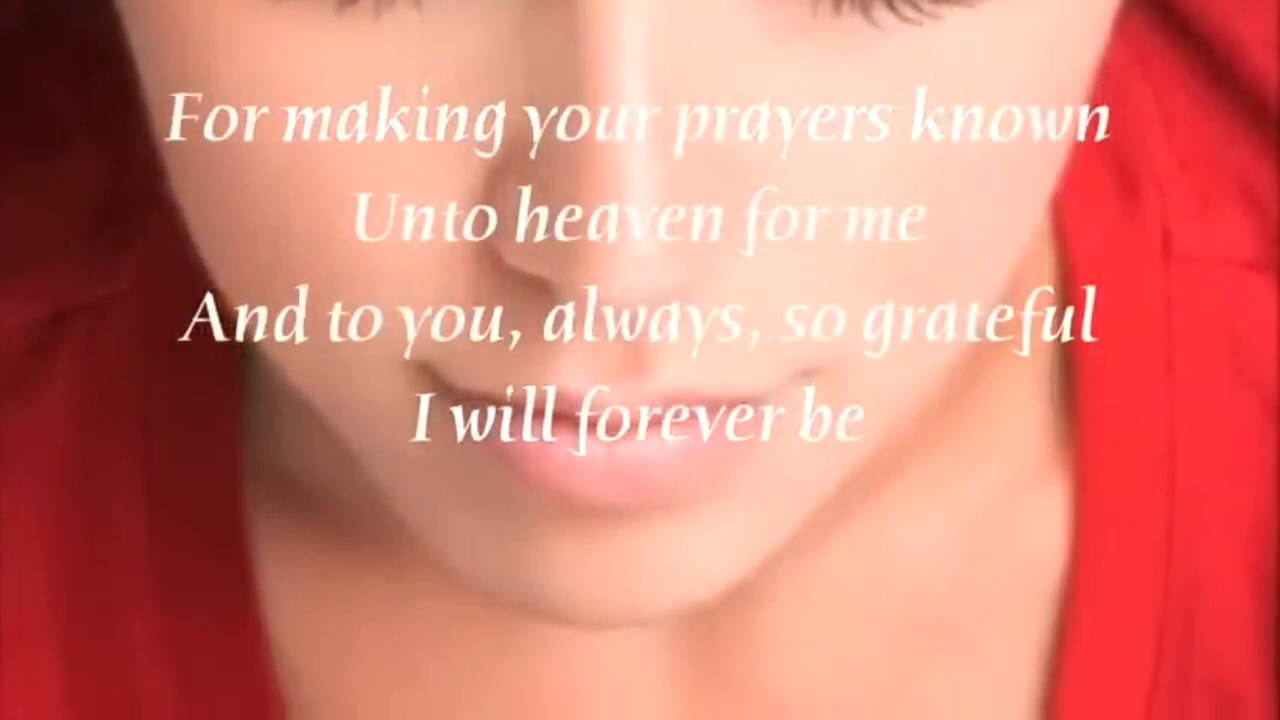 For making your prayers known
Unto heaven for me
And to you, always, so grateful
I will forever be